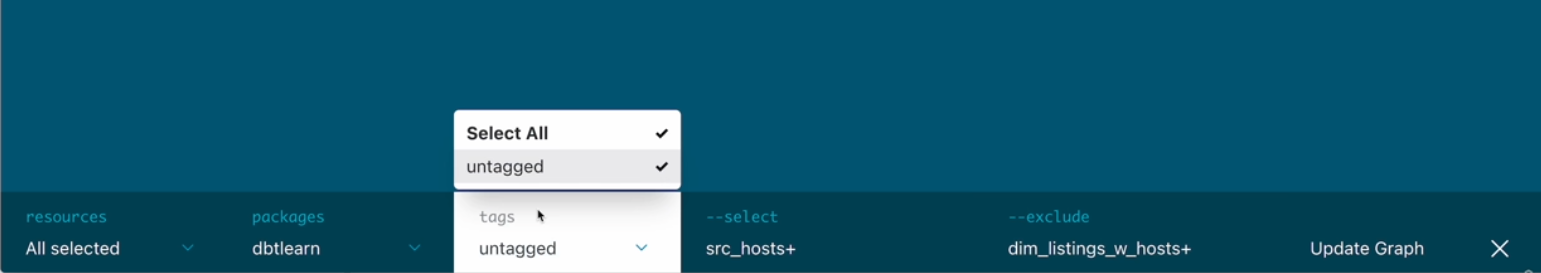 Select All
untagged
resources
packages
tags
--select
--exclude
All selected
dbtlearn
untagged
src_hosts+
dim_listings_w_hosts+
Update Graph